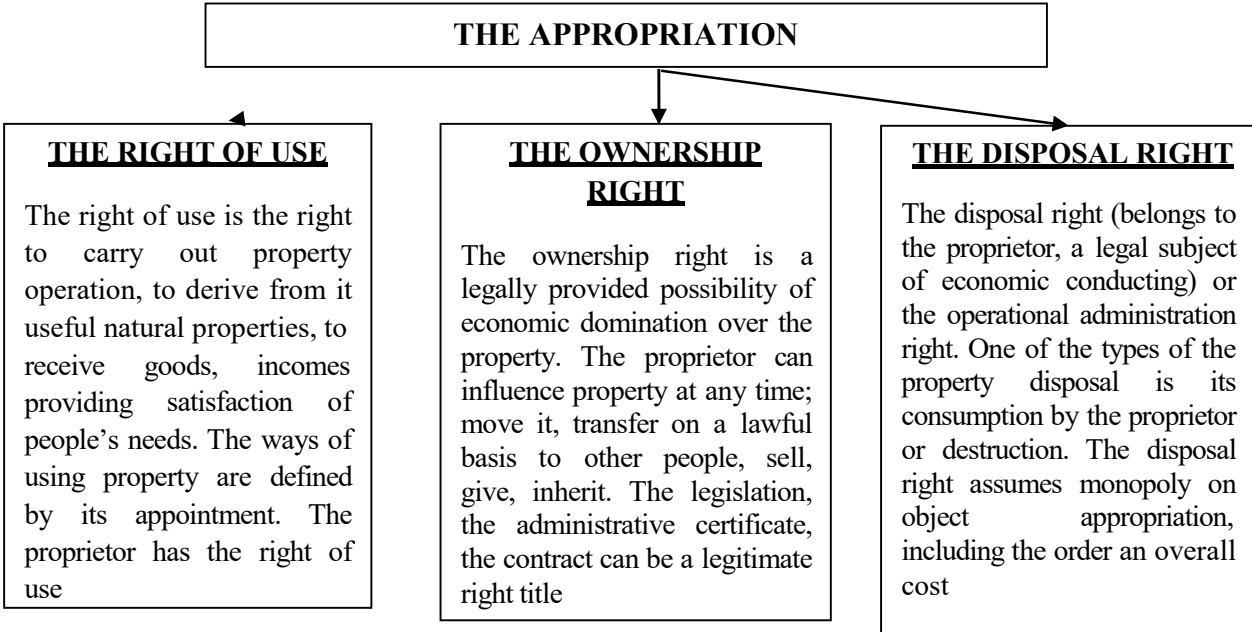 THE APPROPRIATION
THE RIGHT OF USE
The right of use is the right
to carry out property
operation, to derive from it
useful natural properties, to
receive goods, incomes
providing satisfaction of
people’s needs. The ways of
using property are defined
by its appointment. The
proprietor has the right of
use
THE OWNERSHIP
RIGHT
The ownership right is a
legally provided possibility of
economic domination over the
property. The proprietor can
influence property at any time;
move it, transfer on a lawful
basis to other people, sell,
give, inherit. The legislation,
the administrative certificate,
the contract can be a legitimate
right title
THE DISPOSAL RIGHT
The disposal right (belongs to
the proprietor, a legal subject
of economic conducting) or
the operational administration
right. One of the types of the
property disposal is its
consumption by the proprietor
or destruction. The disposal
right assumes monopoly on
object appropriation,
including the order an overall
cost